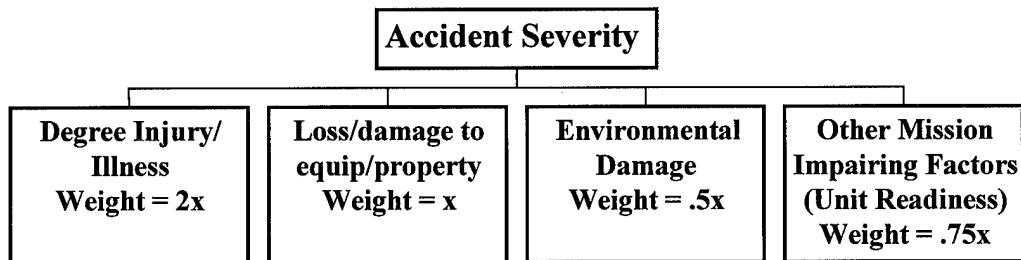 Accident Severity
Degree Injury/
Illness
Weight = 2x
Loss/damage to
equip/property
Weight = x
Environmental
Damage
Weight = .5x
Other Mission
Impairing Factors
(Unit Readiness)
Weight = .75x